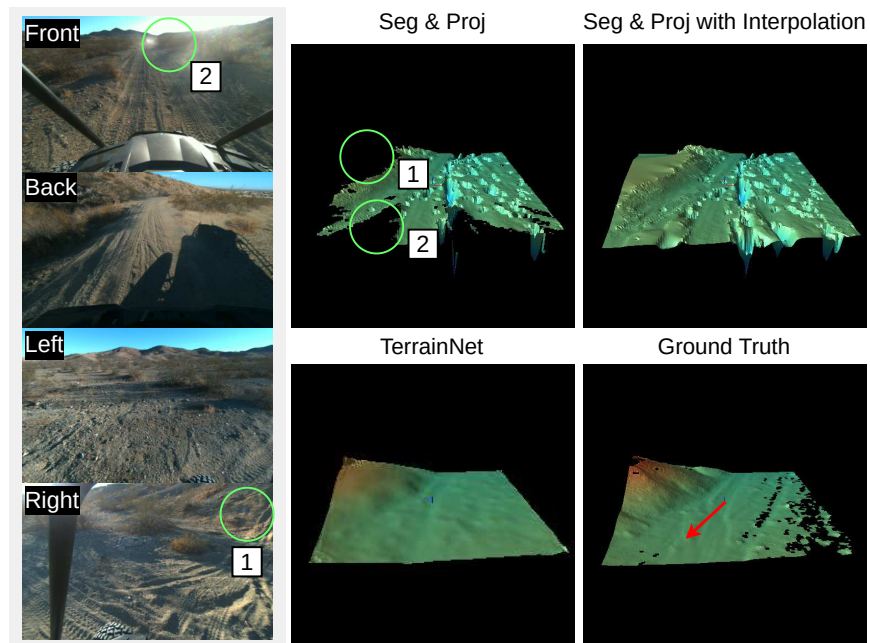 Front
2
Back
Left
Right
1
Seg & Proj
1
2
Seg & Proj with Interpolation
TerrainNet
Ground Truth